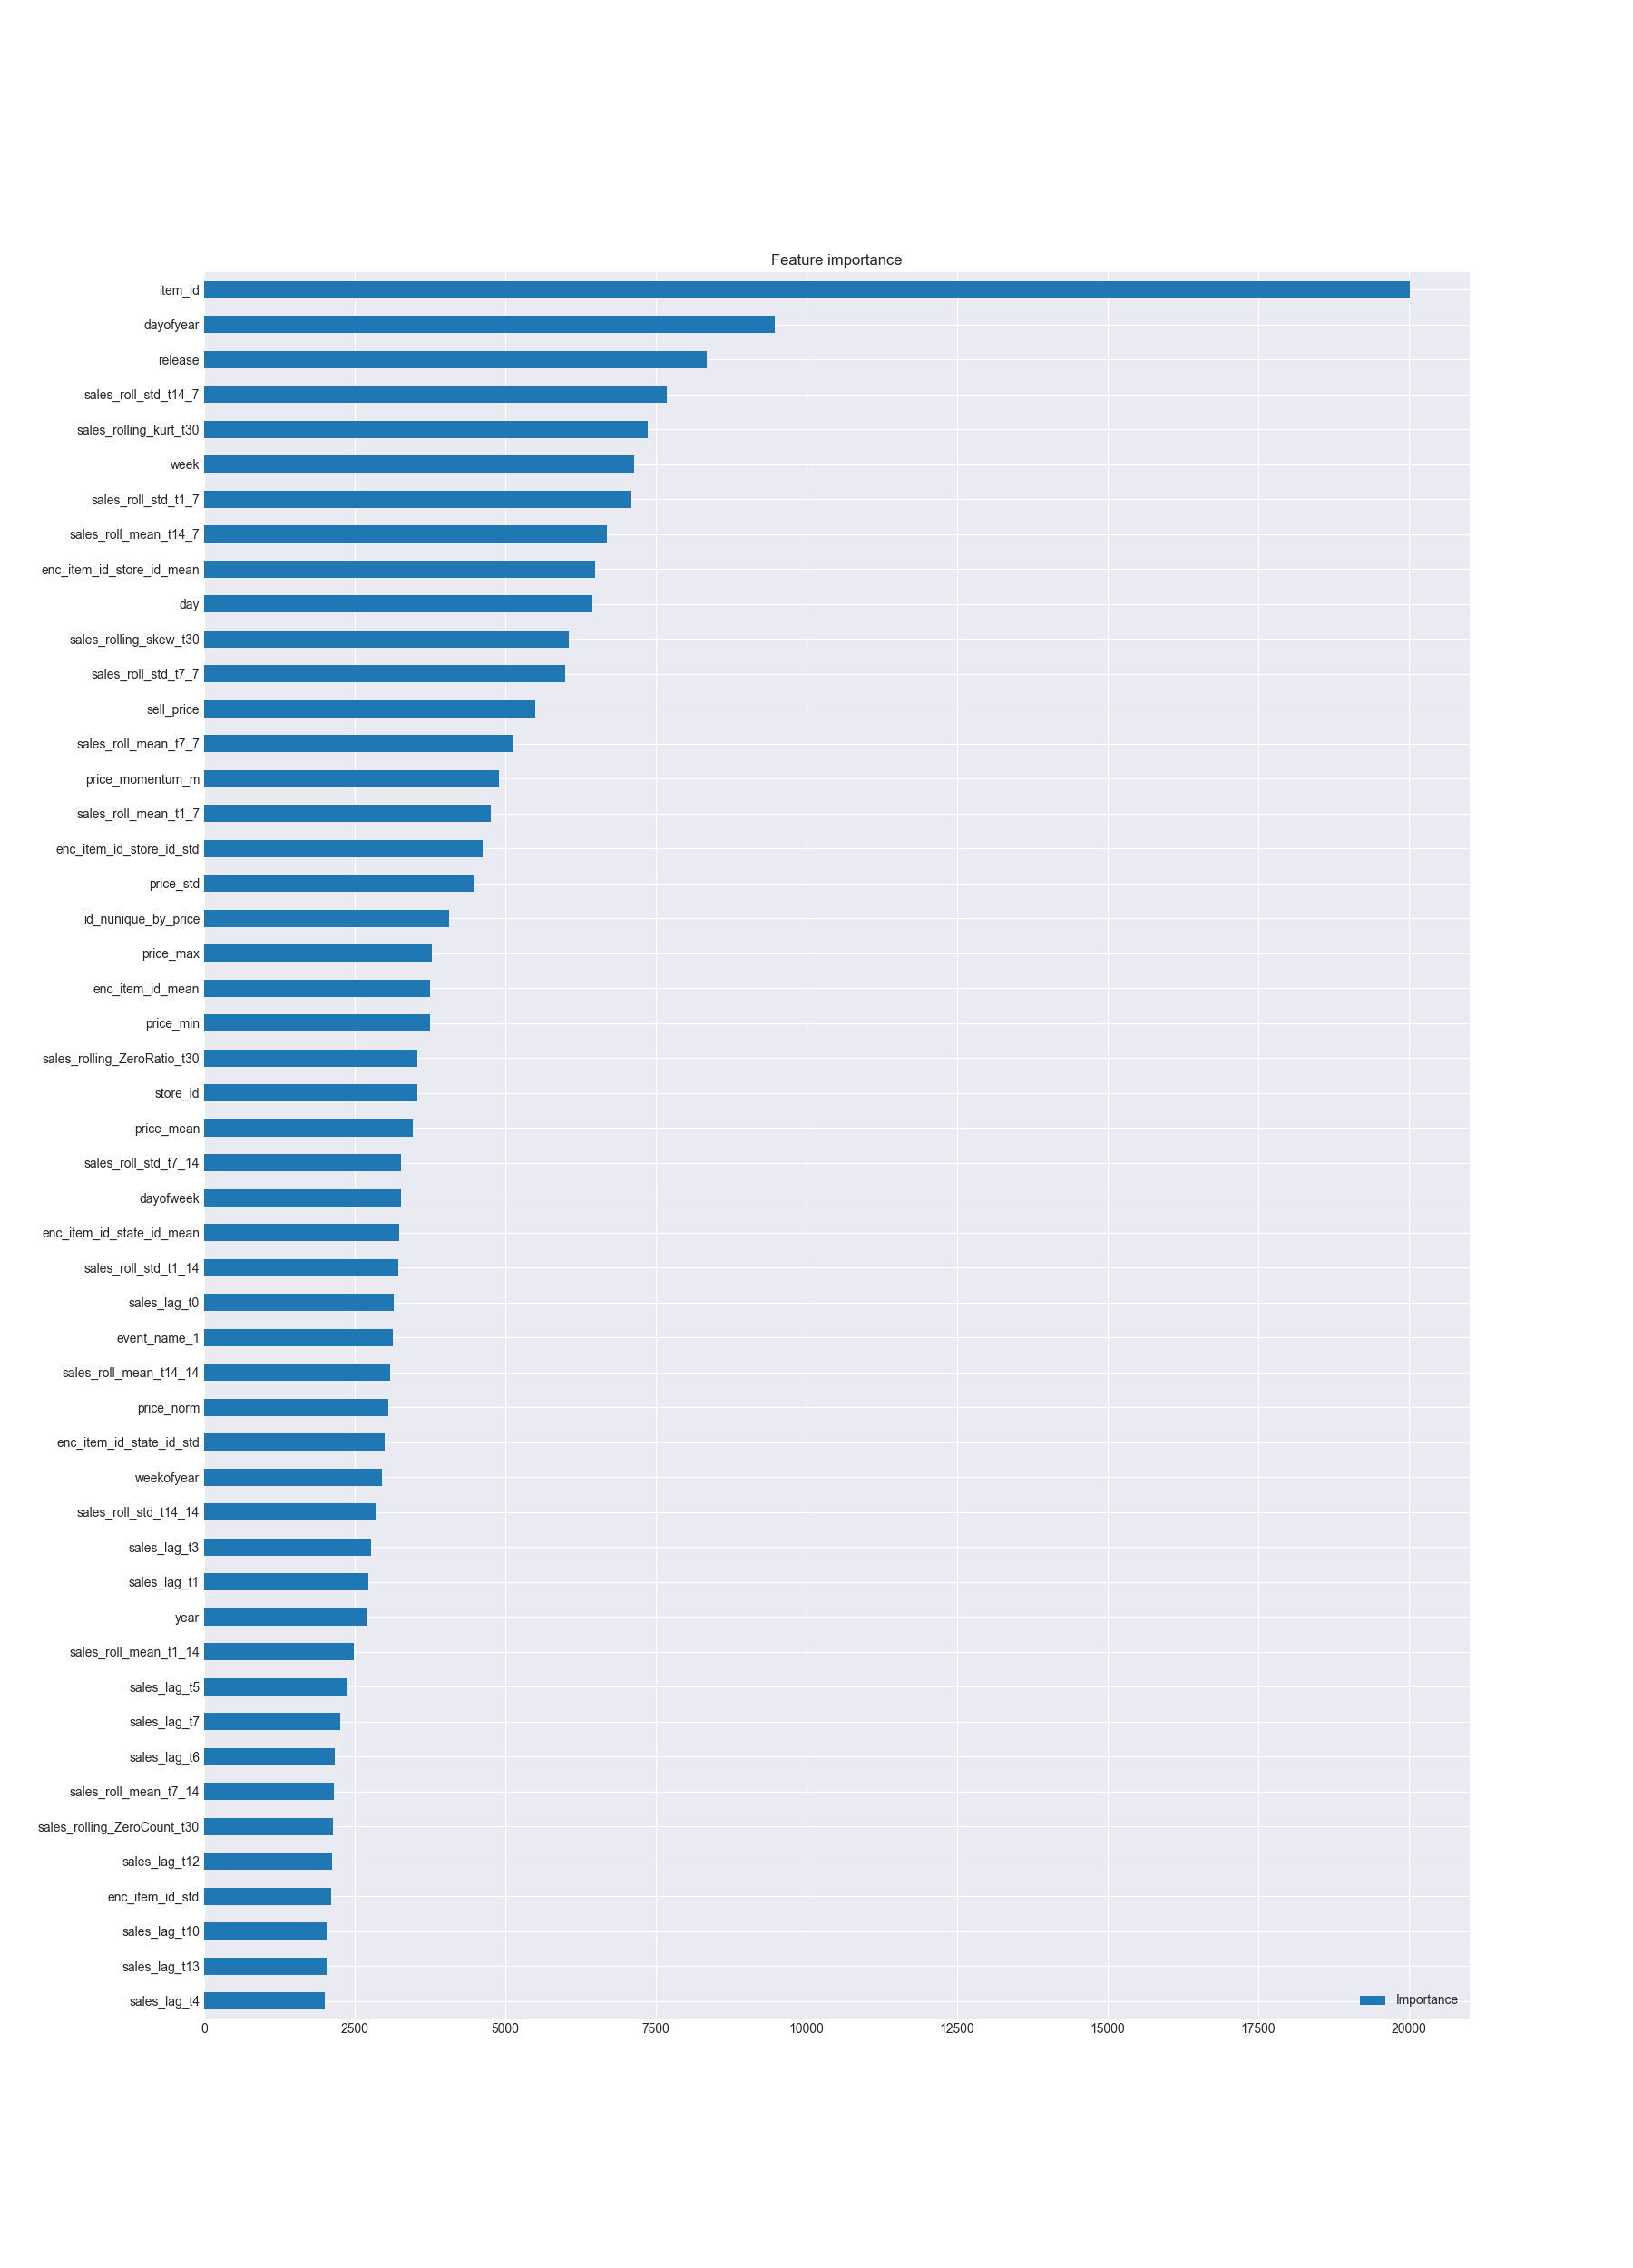 Feature importance
item_id
dayofyear
release
sales_roll_std_t14_7
sales_rolling_kurt_t30
week
sales_roll_std_t1_7
sales_roll_mean_t14_7
enc_item_id_store_id_mean
day
sales_rolling_skew_t30
sales_roll_std_t7_7
sell_price
sales_roll_mean_t7_7
price_momentum_m
sales_roll_mean_t1_7
enc_item_id_store_id_std
price_std
id_nunique_by_price
price_max
enc_item_id_mean
price_min
sales_rolling_ZeroRatio_t30
store_id
price_mean
sales_roll_std_t7_14
dayofweek
enc_item_id_state_id_mean
sales_roll_std_t1_14
sales_lag_t0
event_name_1
sales_roll_mean_t14_14
price_norm
enc_item_id_state_id_std
weekofyear
sales_roll_std_t14_14
sales_lag_t3
sales_lag_t1
year
sales_roll_mean_t1_14
sales_lag_t5
sales_lag_t7
sales_lag_t6
sales_roll_mean_t7_14
sales_rolling_ZeroCount_t30
sales_lag_t12
enc_item_id_std
sales_lag_t10
sales_lag_t13
sales_lag_t4
Importance
0 2500 5000 7500 10000 12500 15000 17500 20000